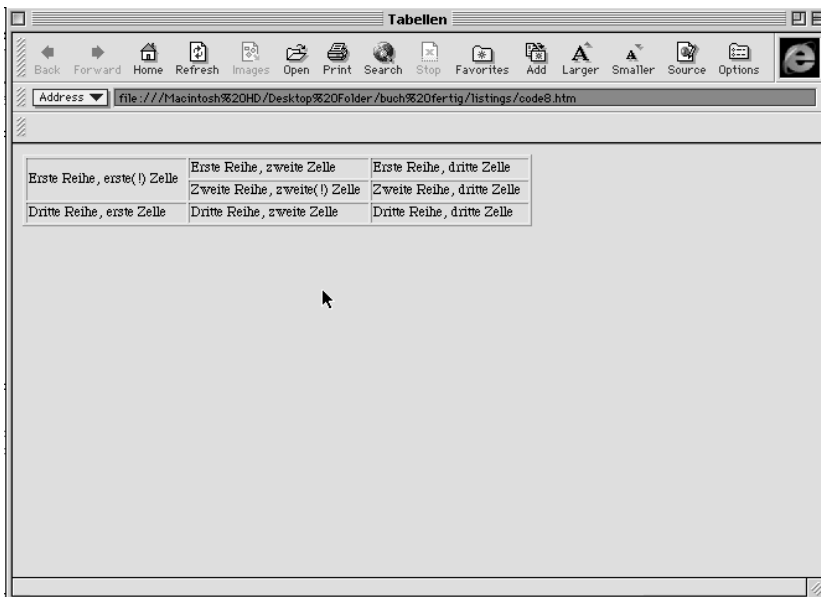 Tabellen
Back Forward Home Refresh Images Open Print Search Stop Favorites Add Larger Smaller Source Options
Address file:///Macintosh%20HD/Desktop%20Folder/buch%20fertig/listings/code8.htm
Erste Reihe, erste(!) Zelle Erste Reihe, zweite Zelle Erste Reihe, dritte Zelle
Zweite Reihe, zweite(!) Zelle Zweite Reihe, dritte Zelle
Dritte Reihe, erste Zelle Dritte Reihe, zweite Zelle Dritte Reihe, dritte Zelle